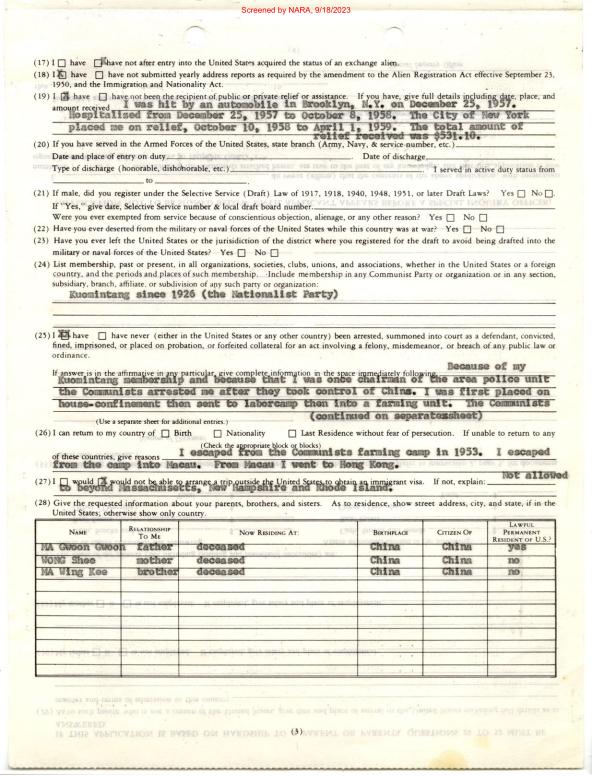 Screened by NARA, 9/18/2023
(17) I ☐ have ☒ have not after entry into the United States acquired the status of an exchange alien.
(18) I ☒ have ☐ have not submitted yearly address reports as required by the amendment to the Alien Registration Act effective September 23,
1950, and the Immigration and Nationality Act.
(19) I ☒ have ☐ have not been the recipient of public or private relief or assistance. If you have, give full details including date, place, and
amount received I was hit by an automobile in Brooklyn, N.Y. on December 25, 1957.
Hospitalised from December 25, 1957 to October 8, 1958. The City of New York
placed me on relief, October 10, 1958 to April 1, 1959. The total amount of
relief received was $531.10.
(20) If you have served in the Armed Forces of the United States, state branch (Army, Navy, & service number, etc.)
Date and place of entry on duty Date of discharge
Type of discharge (honorable, dishonorable, etc.) I served in active duty status from
to
(21) If male, did you register under the Selective Service (Draft) Law of 1917, 1918, 1940, 1948, 1951, or later Draft Laws? Yes ☐ No ☐.
If "Yes," give date, Selective Service number & local draft board number.
Were you ever exempted from service because of conscientious objection, alienage, or any other reason? Yes ☐ No ☐
(22) Have you ever deserted from the military or naval forces of the United States while this country was at war? Yes ☐ No ☐
(23) Have you ever left the United States or the jurisdiction of the district where you registered for the draft to avoid being drafted into the
military or naval forces of the United States? Yes ☐ No ☐
(24) List membership, past or present, in all organizations, societies, clubs, unions, and associations, whether in the United States or a foreign
country, and the periods and places of such membership. Include membership in any Communist Party or organization or in any section,
subsidiary, branch, affiliate, or subdivision of any such party or organization:
Kuomintang since 1926 (the Nationalist Party)
(25) I ☒ have ☐ have never (either in the United States or any other country) been arrested, summoned into court as a defendant, convicted,
fined, imprisoned, or placed on probation, or forfeited collateral for an act involving a felony, misdemeanor, or breach of any public law or
ordinance.
If answer is in the affirmative in any particular, give complete information in the space immediately following. Because of my
Kuomintang membership and because that I was once chairman of the area police unit
the Communists arrested me after they took control of China. I was first placed on
house-confinement then sent to laborcamp then into a farming unit. The Communists
(Use a separate sheet for additional entries.) (continued on separatexsheet)
(26) I can return to my country of ☐ Birth ☐ Nationality ☐ Last Residence without fear of persecution. If unable to return to any
(Check the appropriate block or blocks)
of these countries, give reasons I escaped from the Communists farming camp in 1953. I escaped
from the camp into Macau. From Macau I went to Hong Kong.
(27) I ☐ would ☒ would not be able to arrange a trip outside the United States to obtain an immigrant visa. If not, explain: Not allowed
to beyond Massachusetts, New Hampshire and Rhode Island.
(28) Give the requested information about your parents, brothers, and sisters. As to residence, show street address, city, and state, if in the
United States; otherwise show only country.
NAME RELATIONSHIP TO ME NOW RESIDING AT: BIRTHPLACE CITIZEN OF LAWFUL PERMANENT RESIDENT OF U.S.?
MA Gwoon Gwoon father deceased China China yes
WONG Shee mother deceased China China no
MA Wing Kee brother deceased China China no
(3)